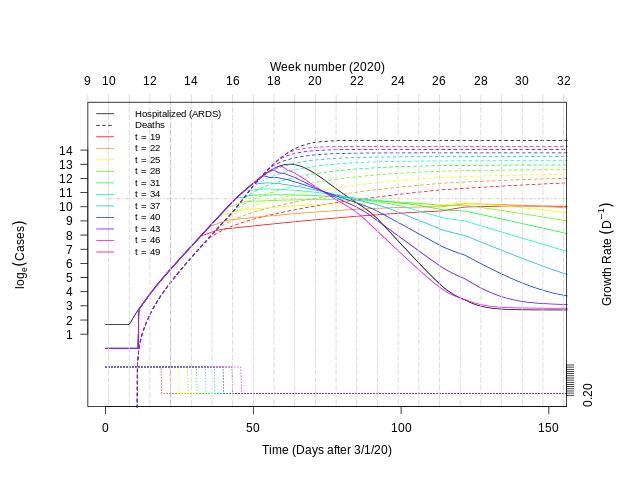 Week number (2020)
9 10 12 14 16 18 20 22 24 26 28 30 32
Hospitalized (ARDS)
Deaths
t = 19
t = 22
t = 25
t = 28
t = 31
t = 34
t = 37
t = 40
t = 43
t = 46
t = 49
14
13
12
11
10
9
8
7
6
5
4
3
2
1
logₑ(Cases)
Growth Rate (D⁻¹)
0.20
0 50 100 150
Time (Days after 3/1/20)